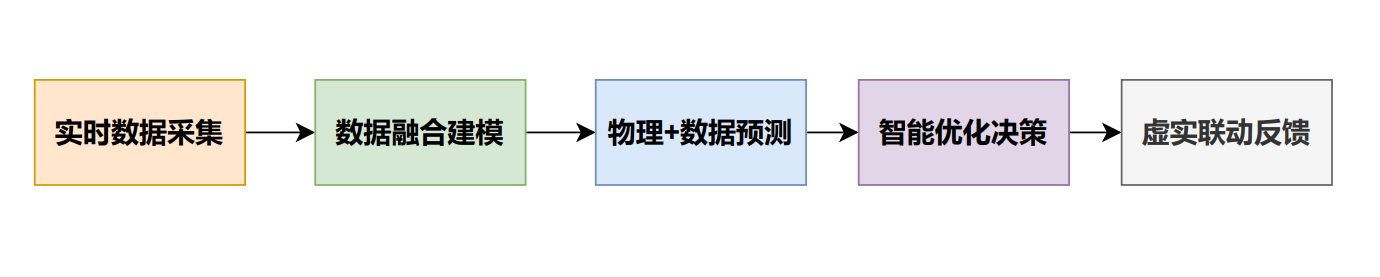 实时数据采集
数据融合建模
物理+数据预测
智能优化决策
虚实联动反馈